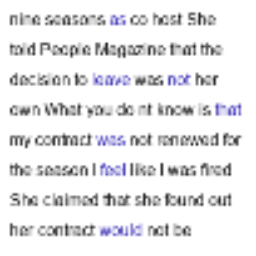 nine seasons as co host She
told People Magazine that the
decision to leave was not her
own What you do nt know is that
my contract was not renewed for
the season I feel like I was fired
She claimed that she found out
her contract would not be